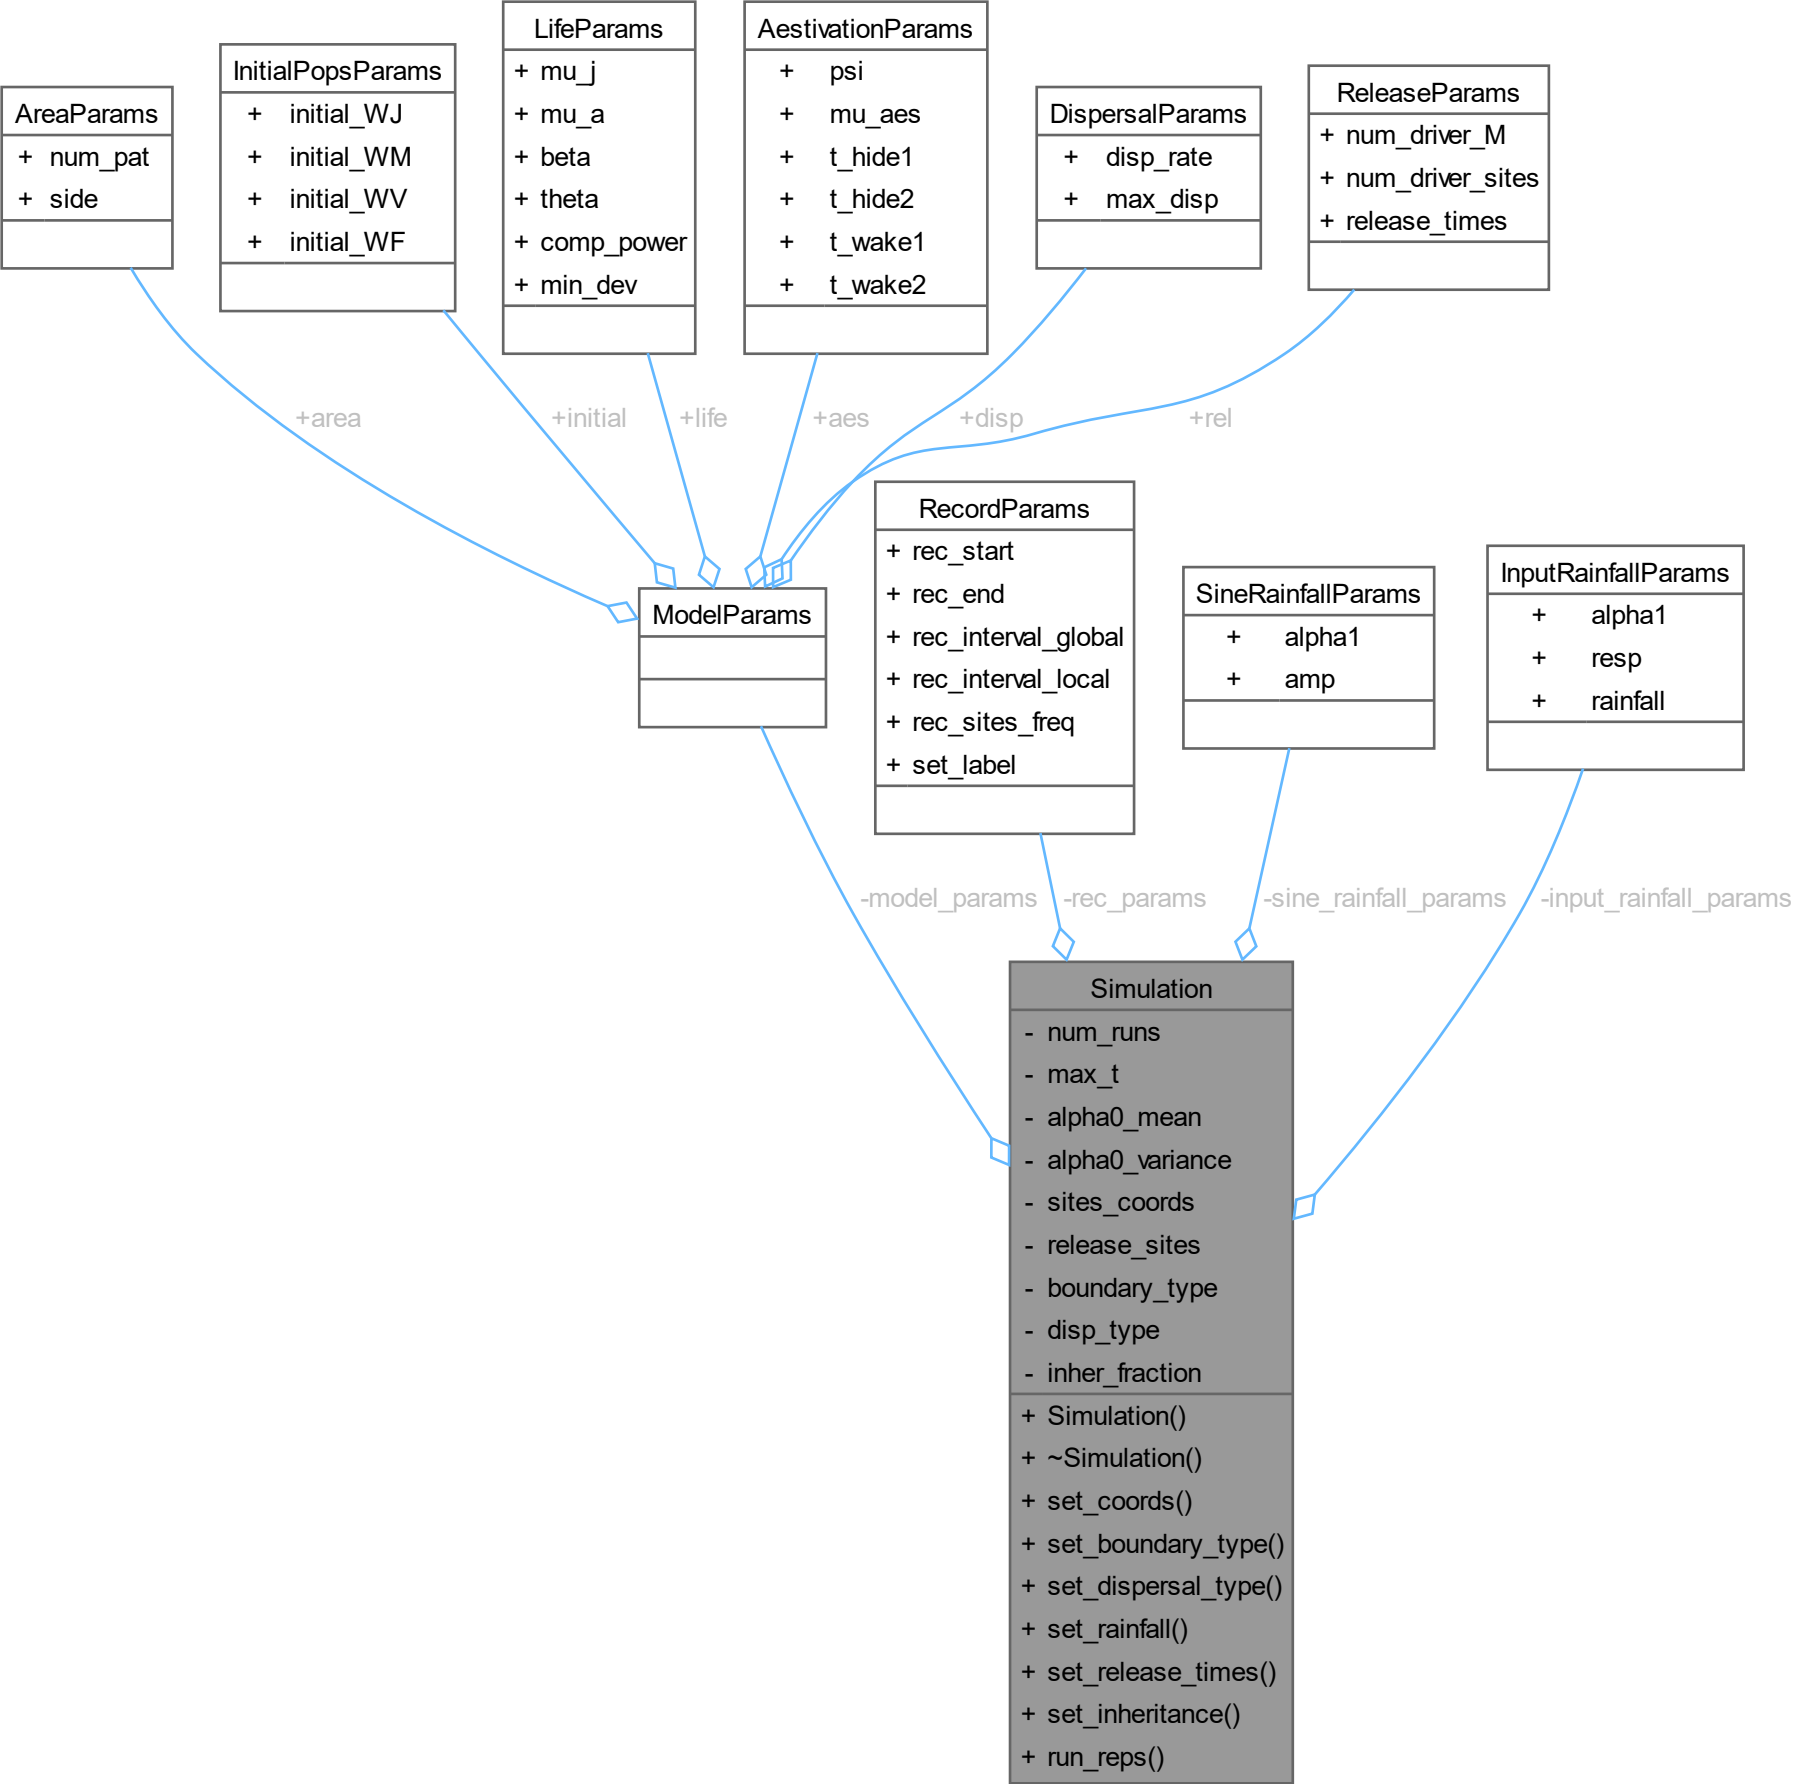 AreaParams
+ num_pat
+ side
InitialPopsParams
+ initial_WJ
+ initial_WM
+ initial_WV
+ initial_WF
LifeParams
+ mu_j
+ mu_a
+ beta
+ theta
+ comp_power
+ min_dev
AestivationParams
+ psi
+ mu_aes
+ t_hide1
+ t_hide2
+ t_wake1
+ t_wake2
DispersalParams
+ disp_rate
+ max_disp
ReleaseParams
+ num_driver_M
+ num_driver_sites
+ release_times
+area
+initial
+life
+aes
+disp
+rel
ModelParams
RecordParams
+ rec_start
+ rec_end
+ rec_interval_global
+ rec_interval_local
+ rec_sites_freq
+ set_label
SineRainfallParams
+ alpha1
+ amp
InputRainfallParams
+ alpha1
+ resp
+ rainfall
-model_params
-rec_params
-sine_rainfall_params
-input_rainfall_params
Simulation
- num_runs
- max_t
- alpha0_mean
- alpha0_variance
- sites_coords
- release_sites
- boundary_type
- disp_type
- inher_fraction
+ Simulation()
+ ~Simulation()
+ set_coords()
+ set_boundary_type()
+ set_dispersal_type()
+ set_rainfall()
+ set_release_times()
+ set_inheritance()
+ run_reps()